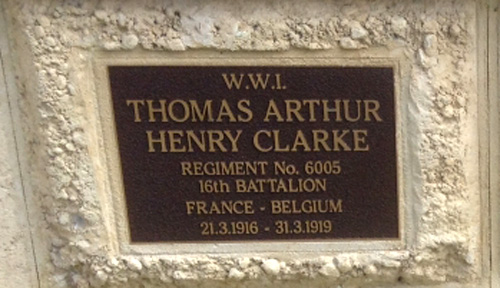 W.W.I.
THOMAS ARTHUR
HENRY CLARKE
REGIMENT No. 6005
16th BATTALION
FRANCE - BELGIUM
21.3.1916 - 31.3.1919